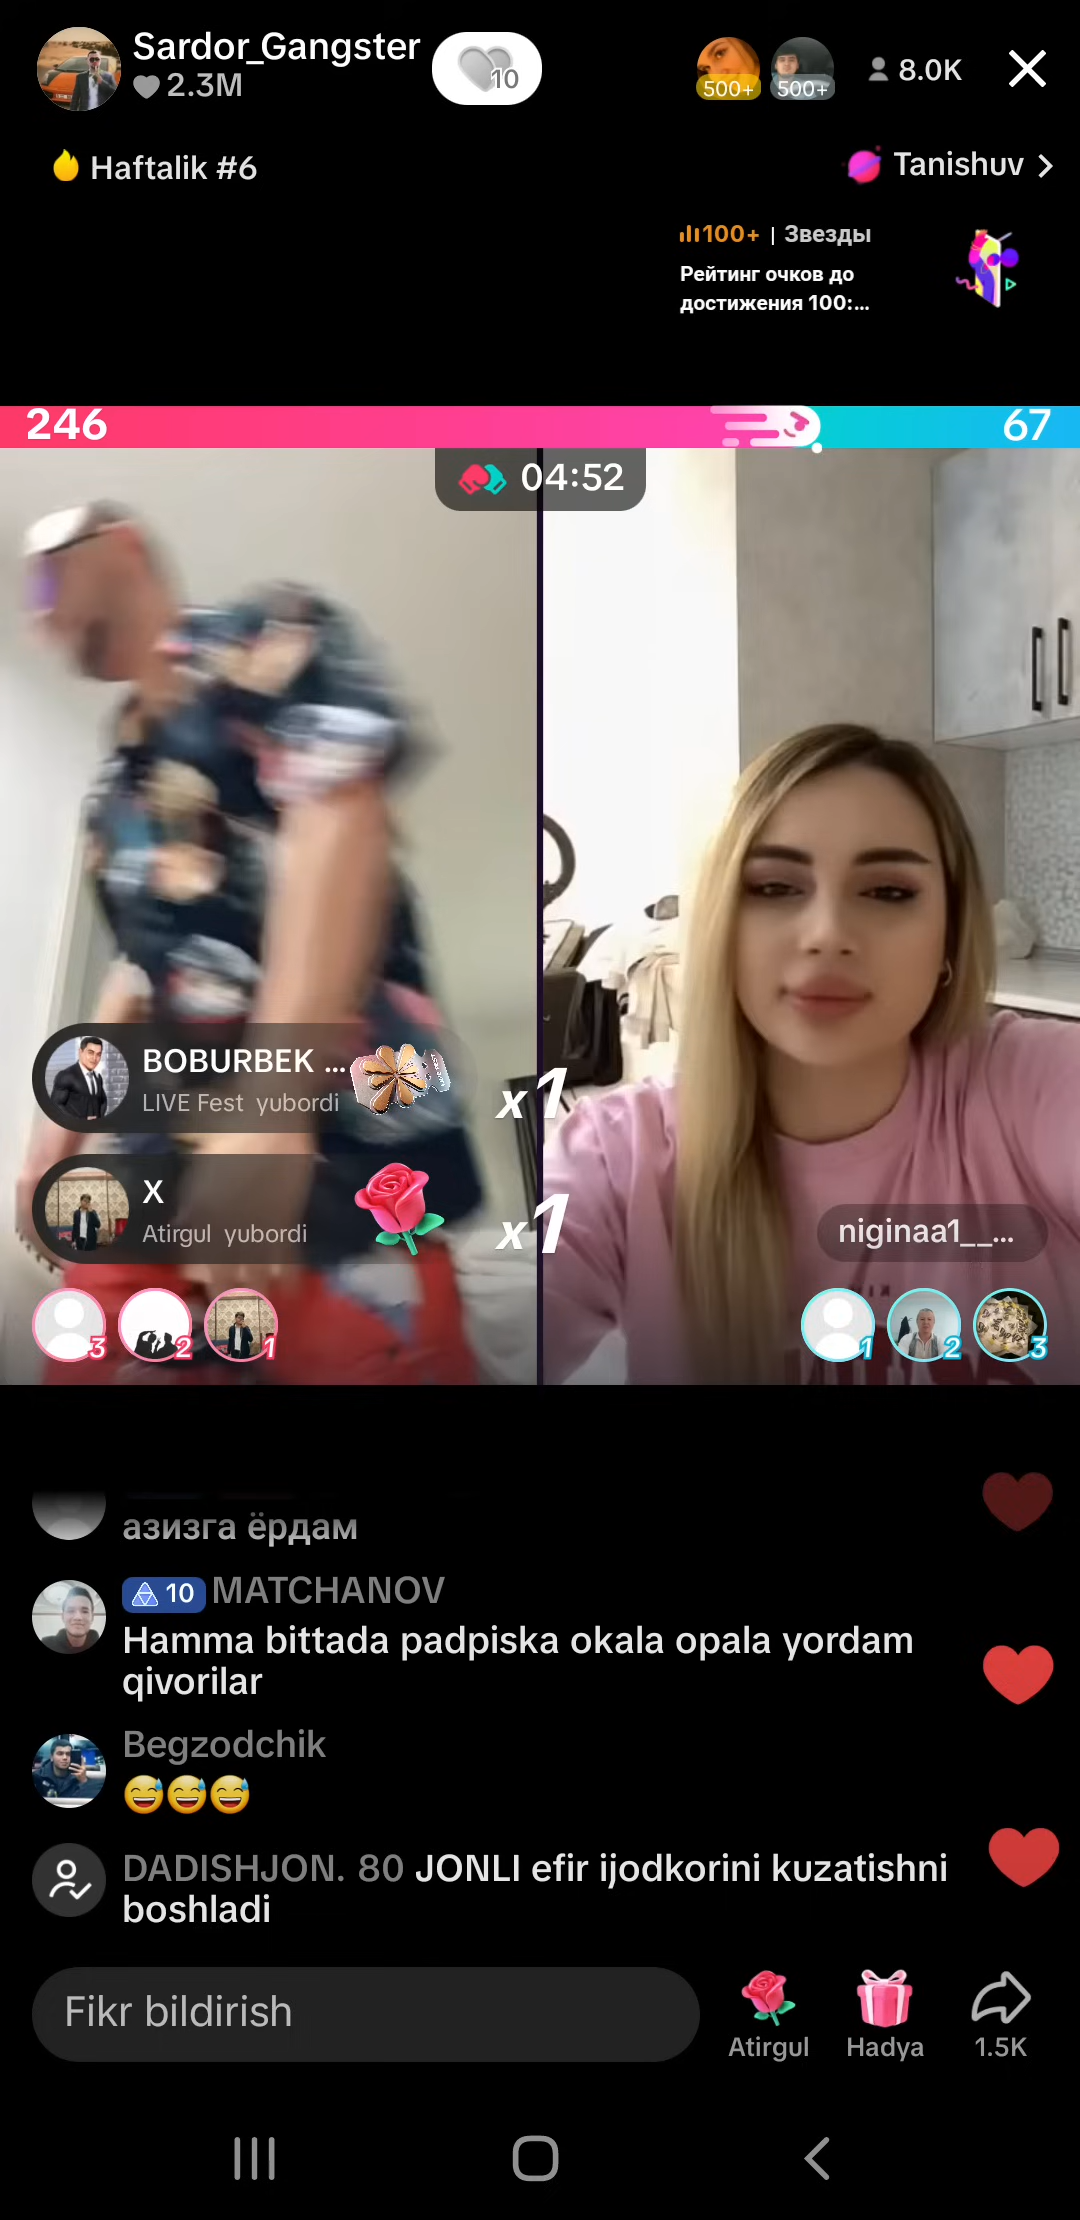 Sardor_Gangster
2.3M
10
500+
500+
8.0K
Haftalik #6
Tanishuv
100+ | Звезды
Рейтинг очков до
достижения 100:...
246
67
04:52
BOBURBEK ...
LIVE Fest yubordi
x1
X
Atirgul yubordi
x1
niginaa1__...
3
2
1
1
2
3
азизга ёрдам
10 MATCHANOV
Hamma bittada padpiska okala opala yordam
qivorilar
Begzodchik
😅😅😅
DADISHJON. 80 JONLI efir ijodkorini kuzatishni
boshladi
Fikr bildirish
Atirgul
Hadya
1.5K